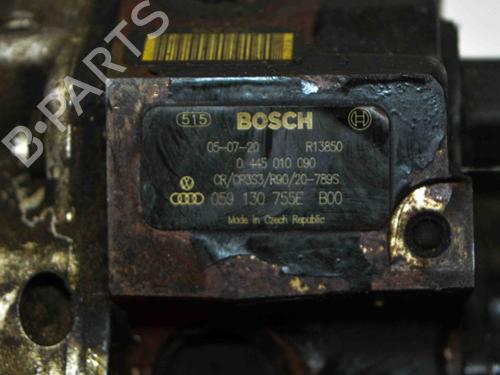 B-PARTS
515 BOSCH
05-07-20 R13850
0 445 010 090
CR/CP3S3/R90/20-789S
059 130 755E B00
Made in Czech Republic